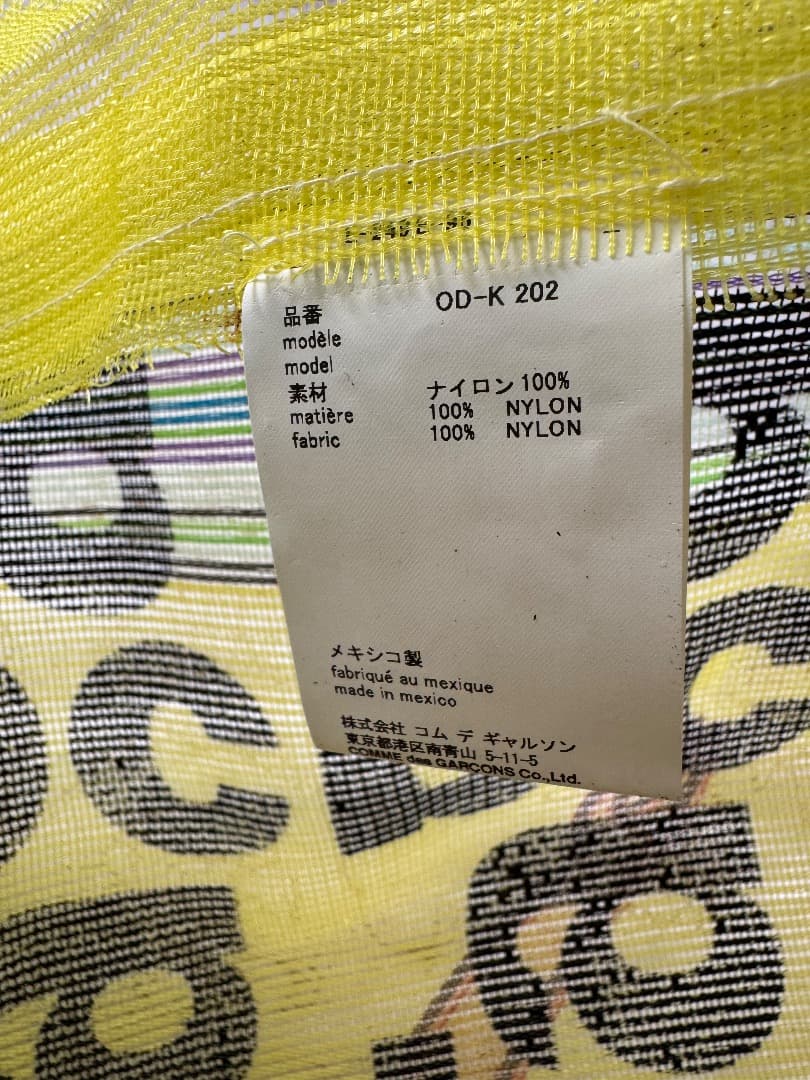 品番 OD-K 202
modèle
model
素材 ナイロン 100%
matière 100% NYLON
fabric 100% NYLON
メキシコ製
fabriqué au mexique
made in mexico
株式会社 コム デ ギャルソン
東京都港区南青山 5-11-5
COMME des GARCONS Co.,Ltd.